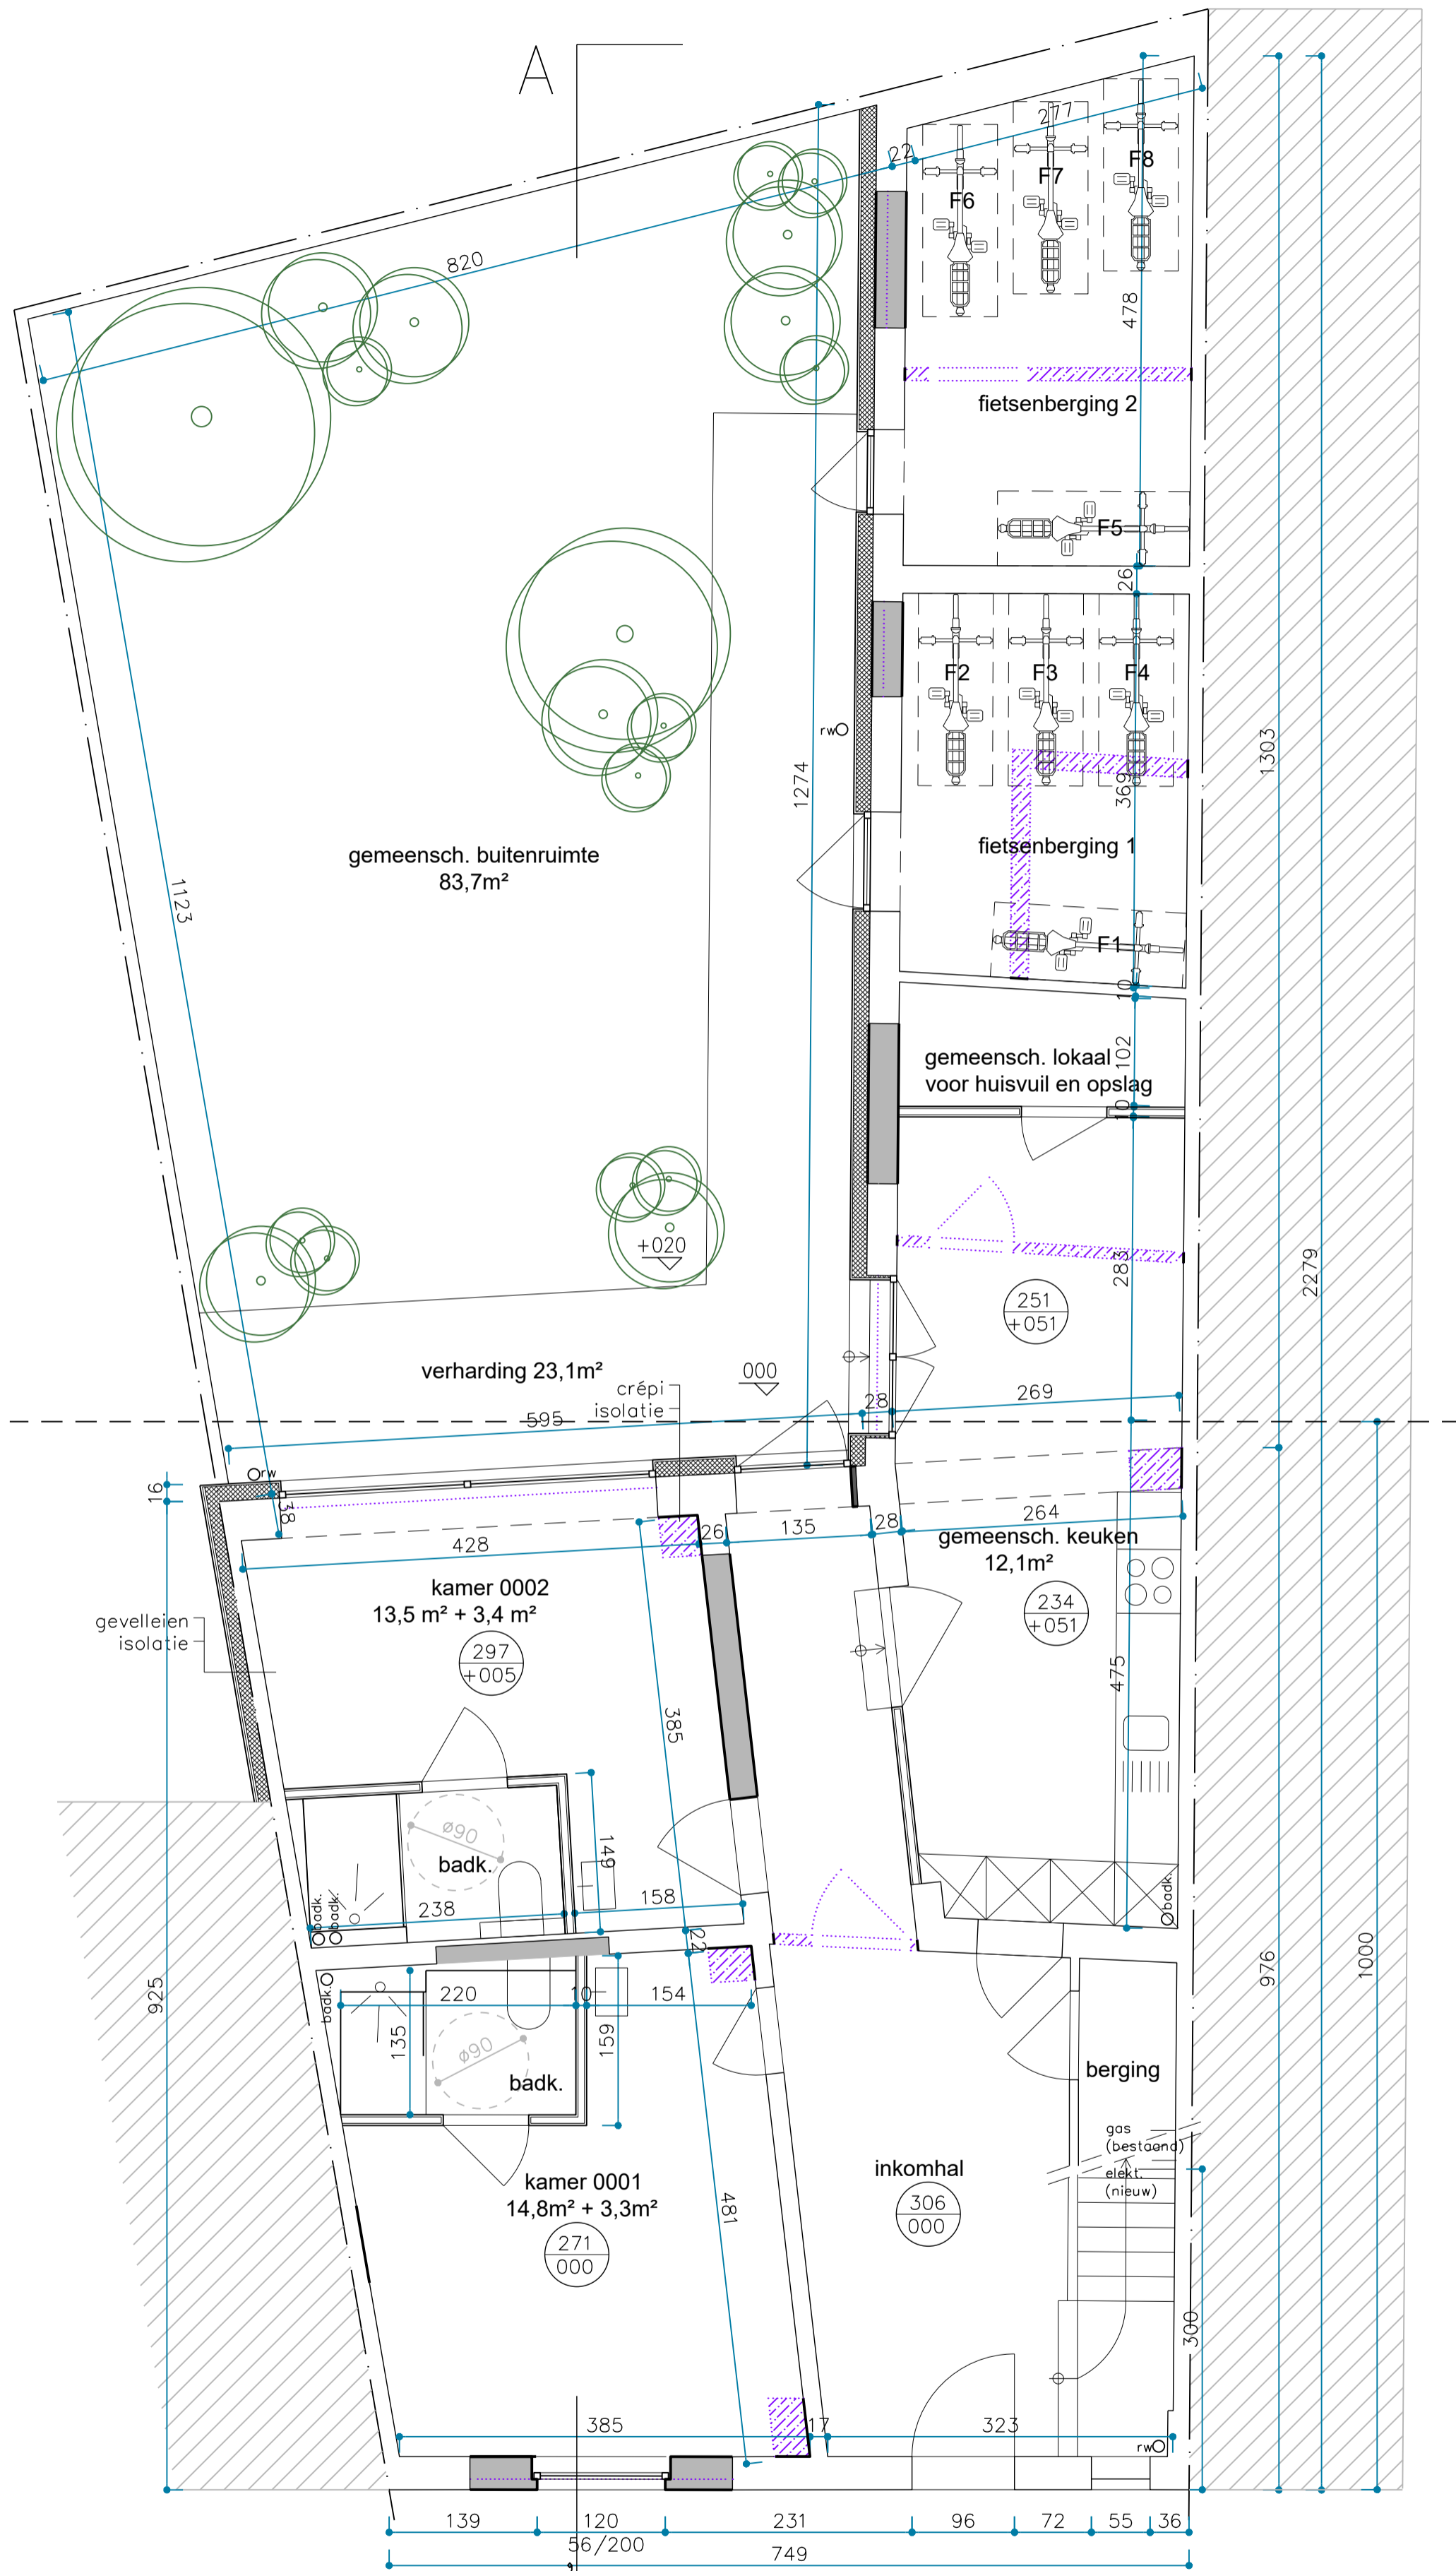 A
277
22
F8
F7
F6
820
478
fietsenberging 2
F5
26
F2
F3
F4
rw
1303
1274
369
fietsenberging 1
gemeensch. buitenruimte
83,7m²
1123
F1
10
gemeensch. lokaal
voor huisvuil en opslag
102
10
+020
283
2279
251
+051
verharding 23,1m²
crépi
isolatie
000
28
269
595
rw
16
38
428
26
135
28
264
gemeensch. keuken
12,1m²
kamer 0002
13,5 m² + 3,4 m²
297
+005
234
+051
gevelleien
isolatie
475
385
ø90
badk.
149
238
158
badk.
badk.
badk.
22
925
976
1000
badk.
220
10
154
135
159
ø90
badk.
berging
gas
(bestaand)
elekt.
(nieuw)
inkomhal
306
000
kamer 0001
14,8m² + 3,3m²
271
000
481
300
385
17
323
rw
139
120
231
96
72
55
36
56/200
749